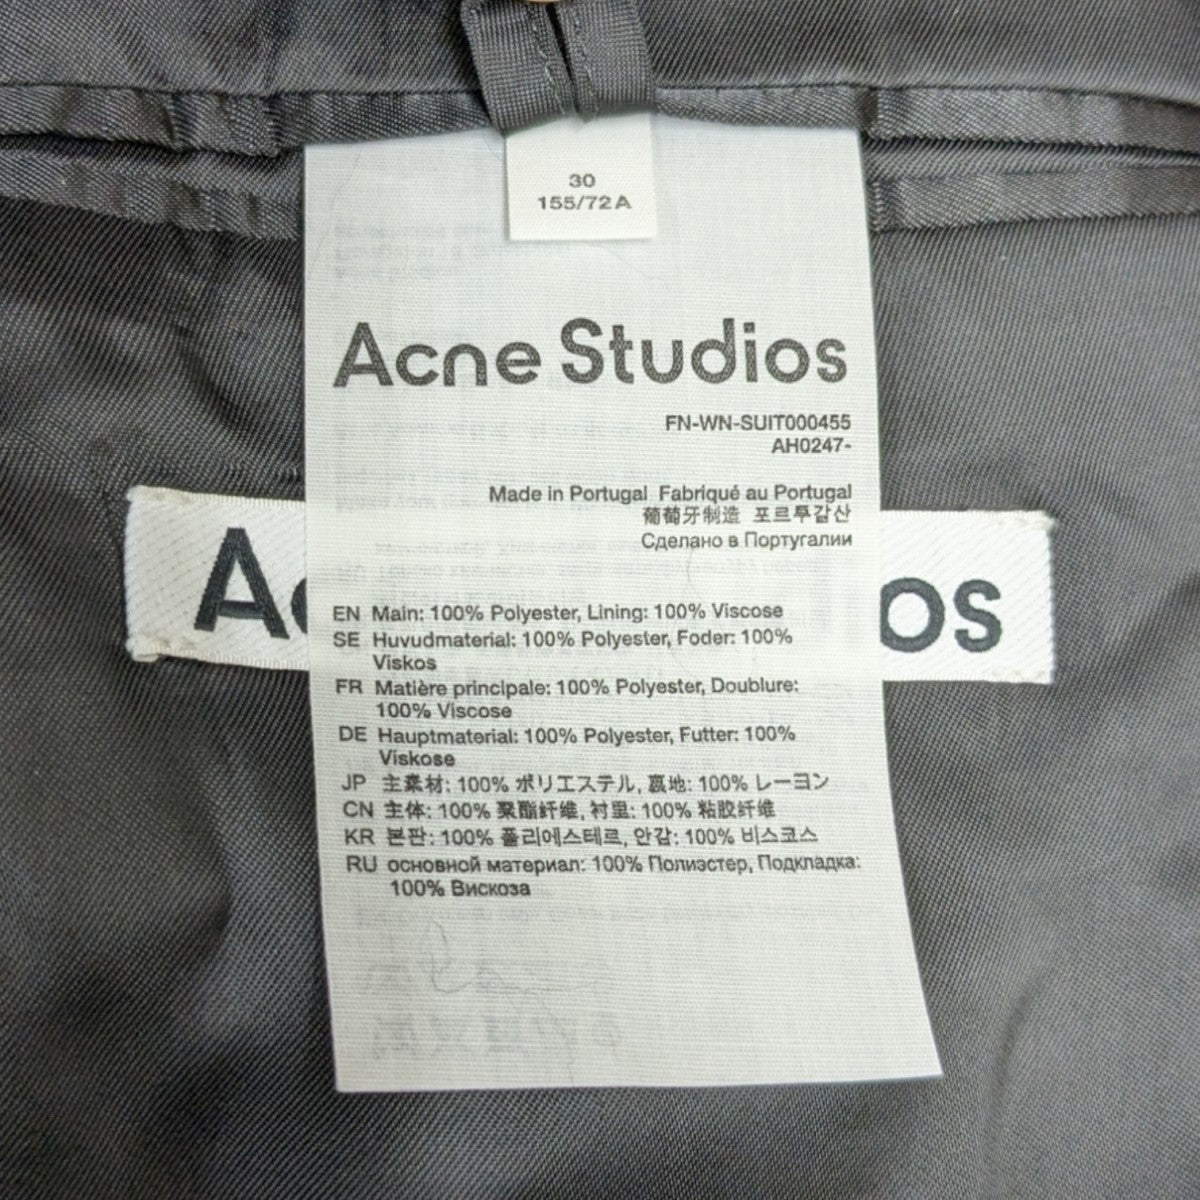 30
155/72A
Acne Studios
FN-WN-SUIT000455
AH0247-
Made in Portugal Fabriqué au Portugal
葡萄牙制造 포르투갈산
Сделано в Португалии
A os
EN Main: 100% Polyester, Lining: 100% Viscose
SE Huvudmaterial: 100% Polyester, Foder: 100%
Viskos
FR Matière principale: 100% Polyester, Doublure:
100% Viscose
DE Hauptmaterial: 100% Polyester, Futter: 100%
Viskose
JP 主素材: 100% ポリエステル, 裏地: 100% レーヨン
CN 主体: 100% 聚酯纤维, 衬里: 100% 粘胶纤维
KR 본판: 100% 폴리에스테르, 안감: 100% 비스코스
RU основной материал: 100% Полиэстер, Подкладка:
100% Вискоза